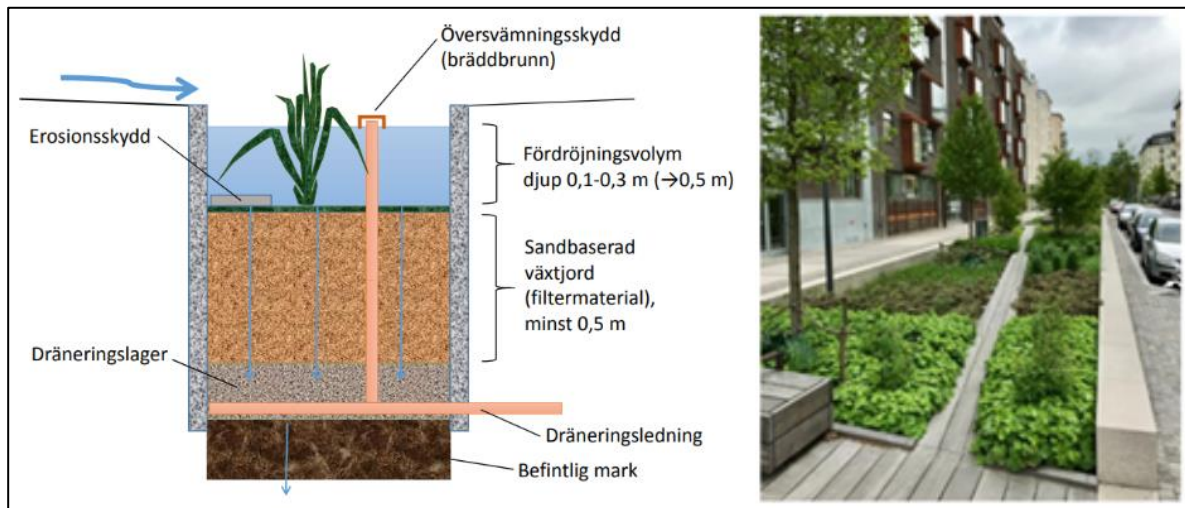 Översvämningsskydd
(bräddbrunn)
Erosionsskydd
Fördröjningsvolym
djup 0,1-0,3 m (→0,5 m)
Sandbaserad
växtjord
(filtermaterial),
minst 0,5 m
Dräneringslager
Dräneringsledning
Befintlig mark